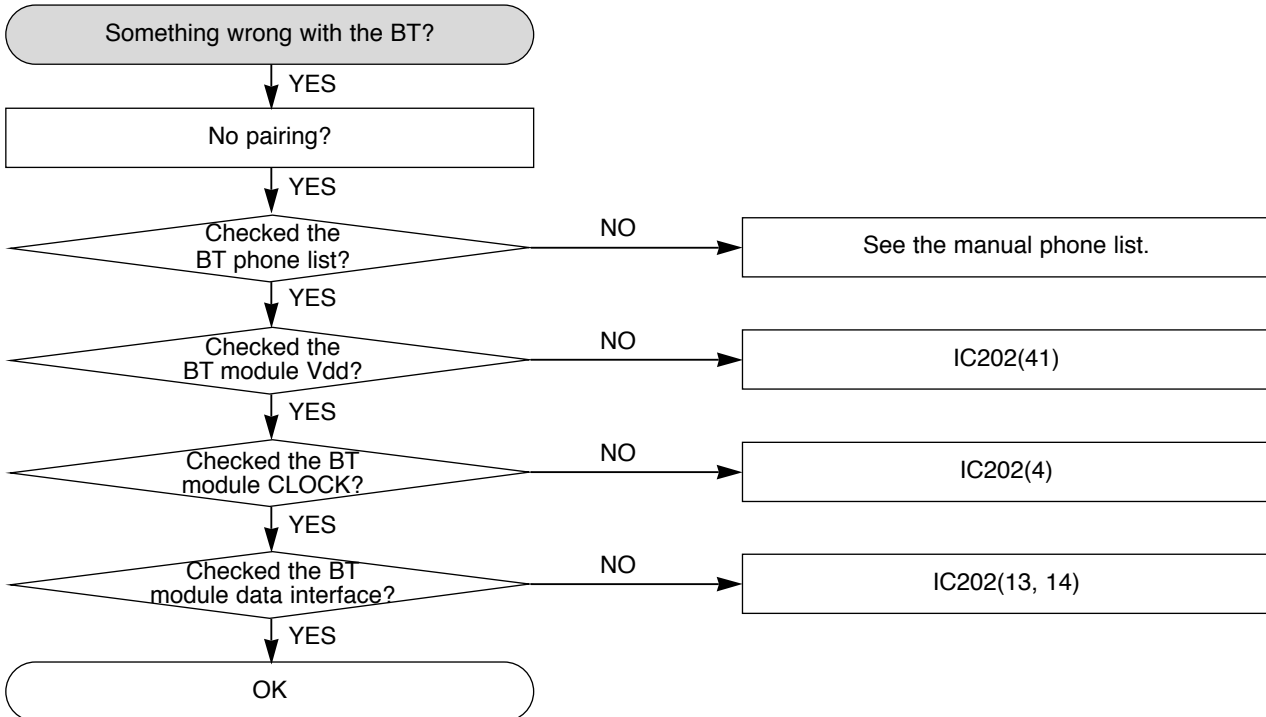 Something wrong with the BT?
YES
No pairing?
YES
Checked the
BT phone list?
NO
See the manual phone list.
YES
Checked the
BT module Vdd?
NO
IC202(41)
YES
Checked the BT
module CLOCK?
NO
IC202(4)
YES
Checked the BT
module data interface?
NO
IC202(13, 14)
YES
OK